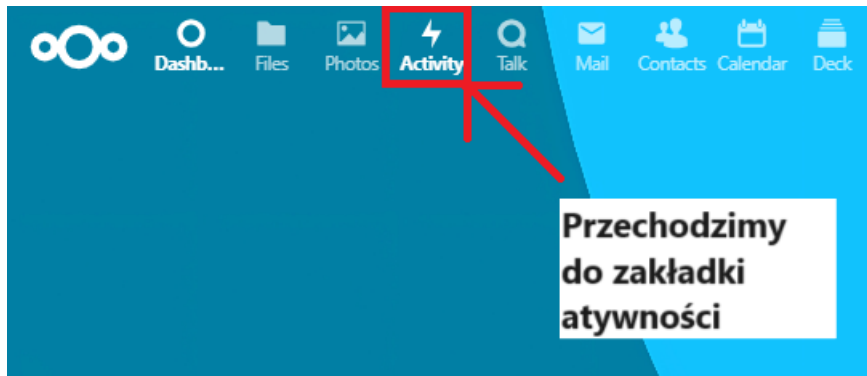 Dashb... Files Photos Activity Talk Mail Contacts Calendar Deck
Przechodzimy
do zakładki
atywności